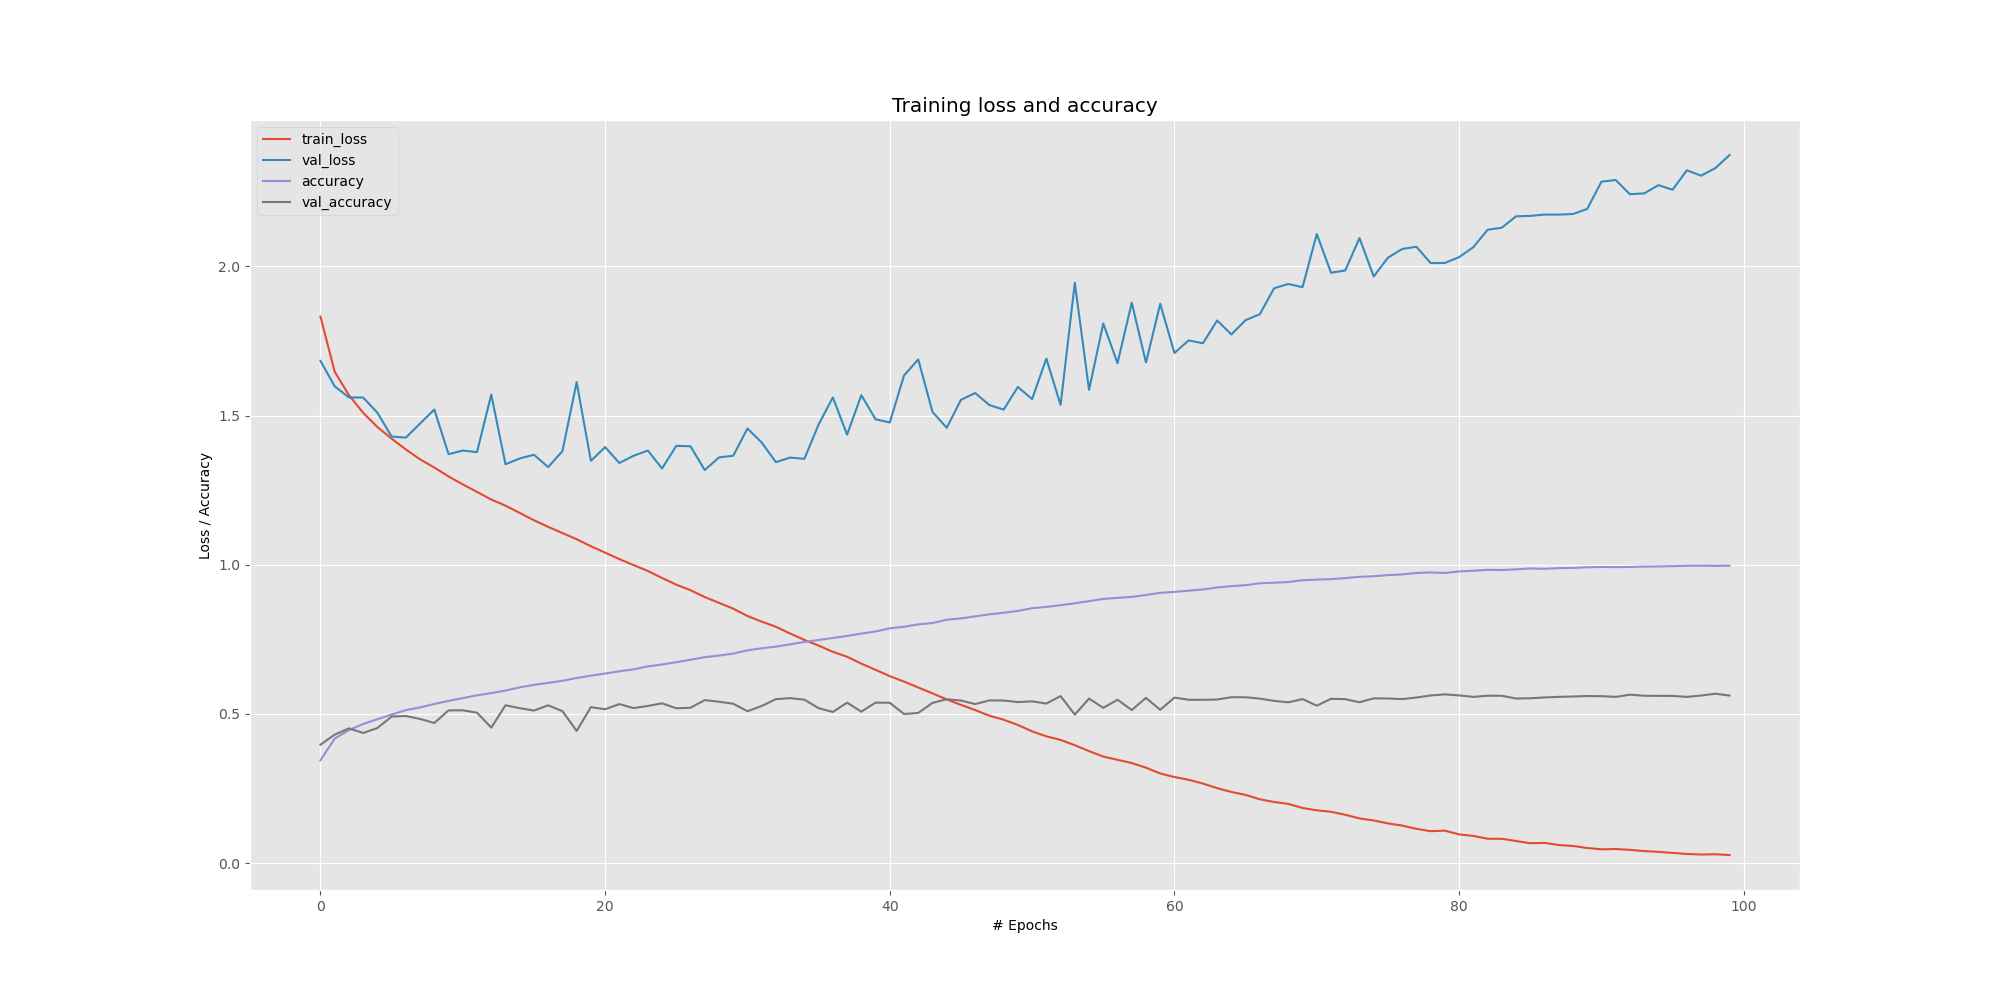 Training loss and accuracy
train_loss
val_loss
accuracy
val_accuracy
Loss / Accuracy
2.0
1.5
1.0
0.5
0.0
0 20 40 60 80 100
# Epochs